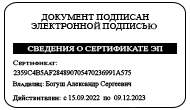 ДОКУМЕНТ ПОДПИСАН
ЭЛЕКТРОННОЙ ПОДПИСЬЮ
СВЕДЕНИЯ О СЕРТИФИКАТЕ ЭП
Сертификат:
2359C4B5AF284890705470236991A575
Владелец: Богуш Александр Сергеевич
Действителен: с 15.09.2022 по 09.12.2023